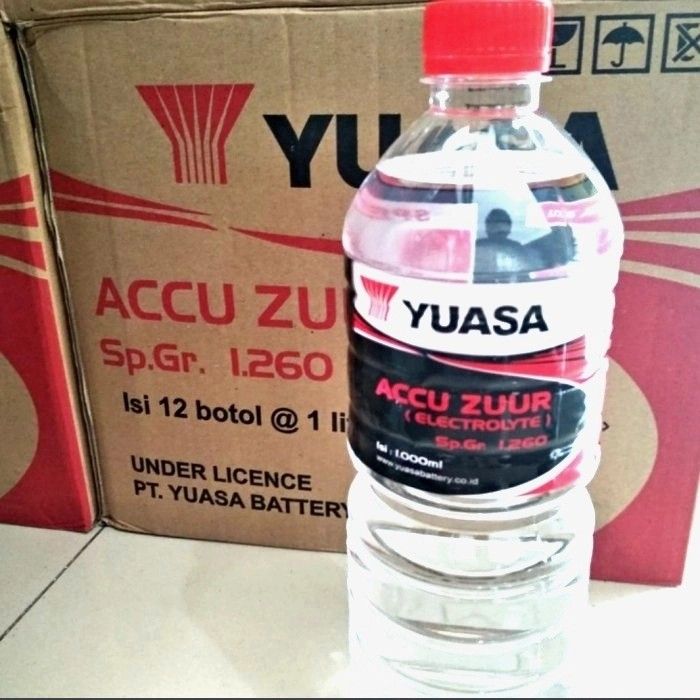 YUASA
ACCU ZUUR
Sp.Gr. 1.260
Isi 12 botol @ 1 li
UNDER LICENCE
PT. YUASA BATTERY
YUASA
ACCU ZUUR
( ELECTROLYTE )
Sp.Gr 1.260
Isi : 1.000ml
www.yuasabattery.co.id